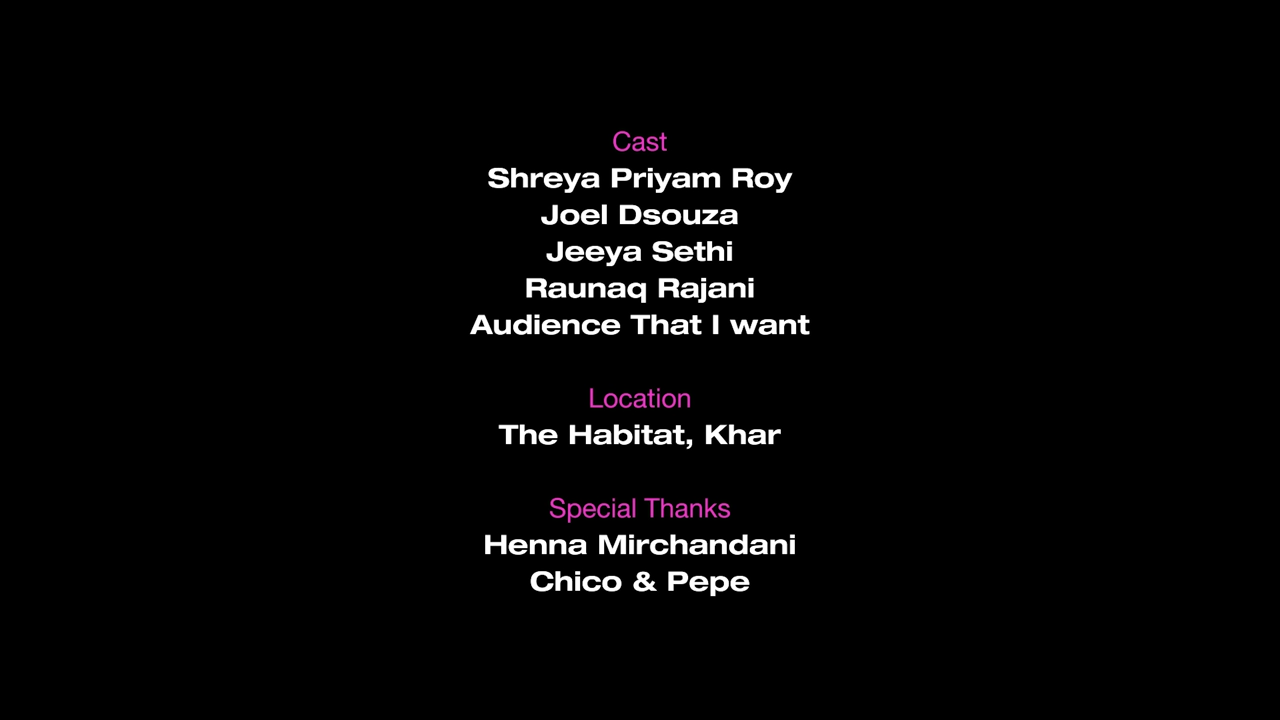 Cast
Shreya Priyam Roy
Joel Dsouza
Jeeya Sethi
Raunaq Rajani
Audience That I want
Location
The Habitat, Khar
Special Thanks
Henna Mirchandani
Chico & Pepe